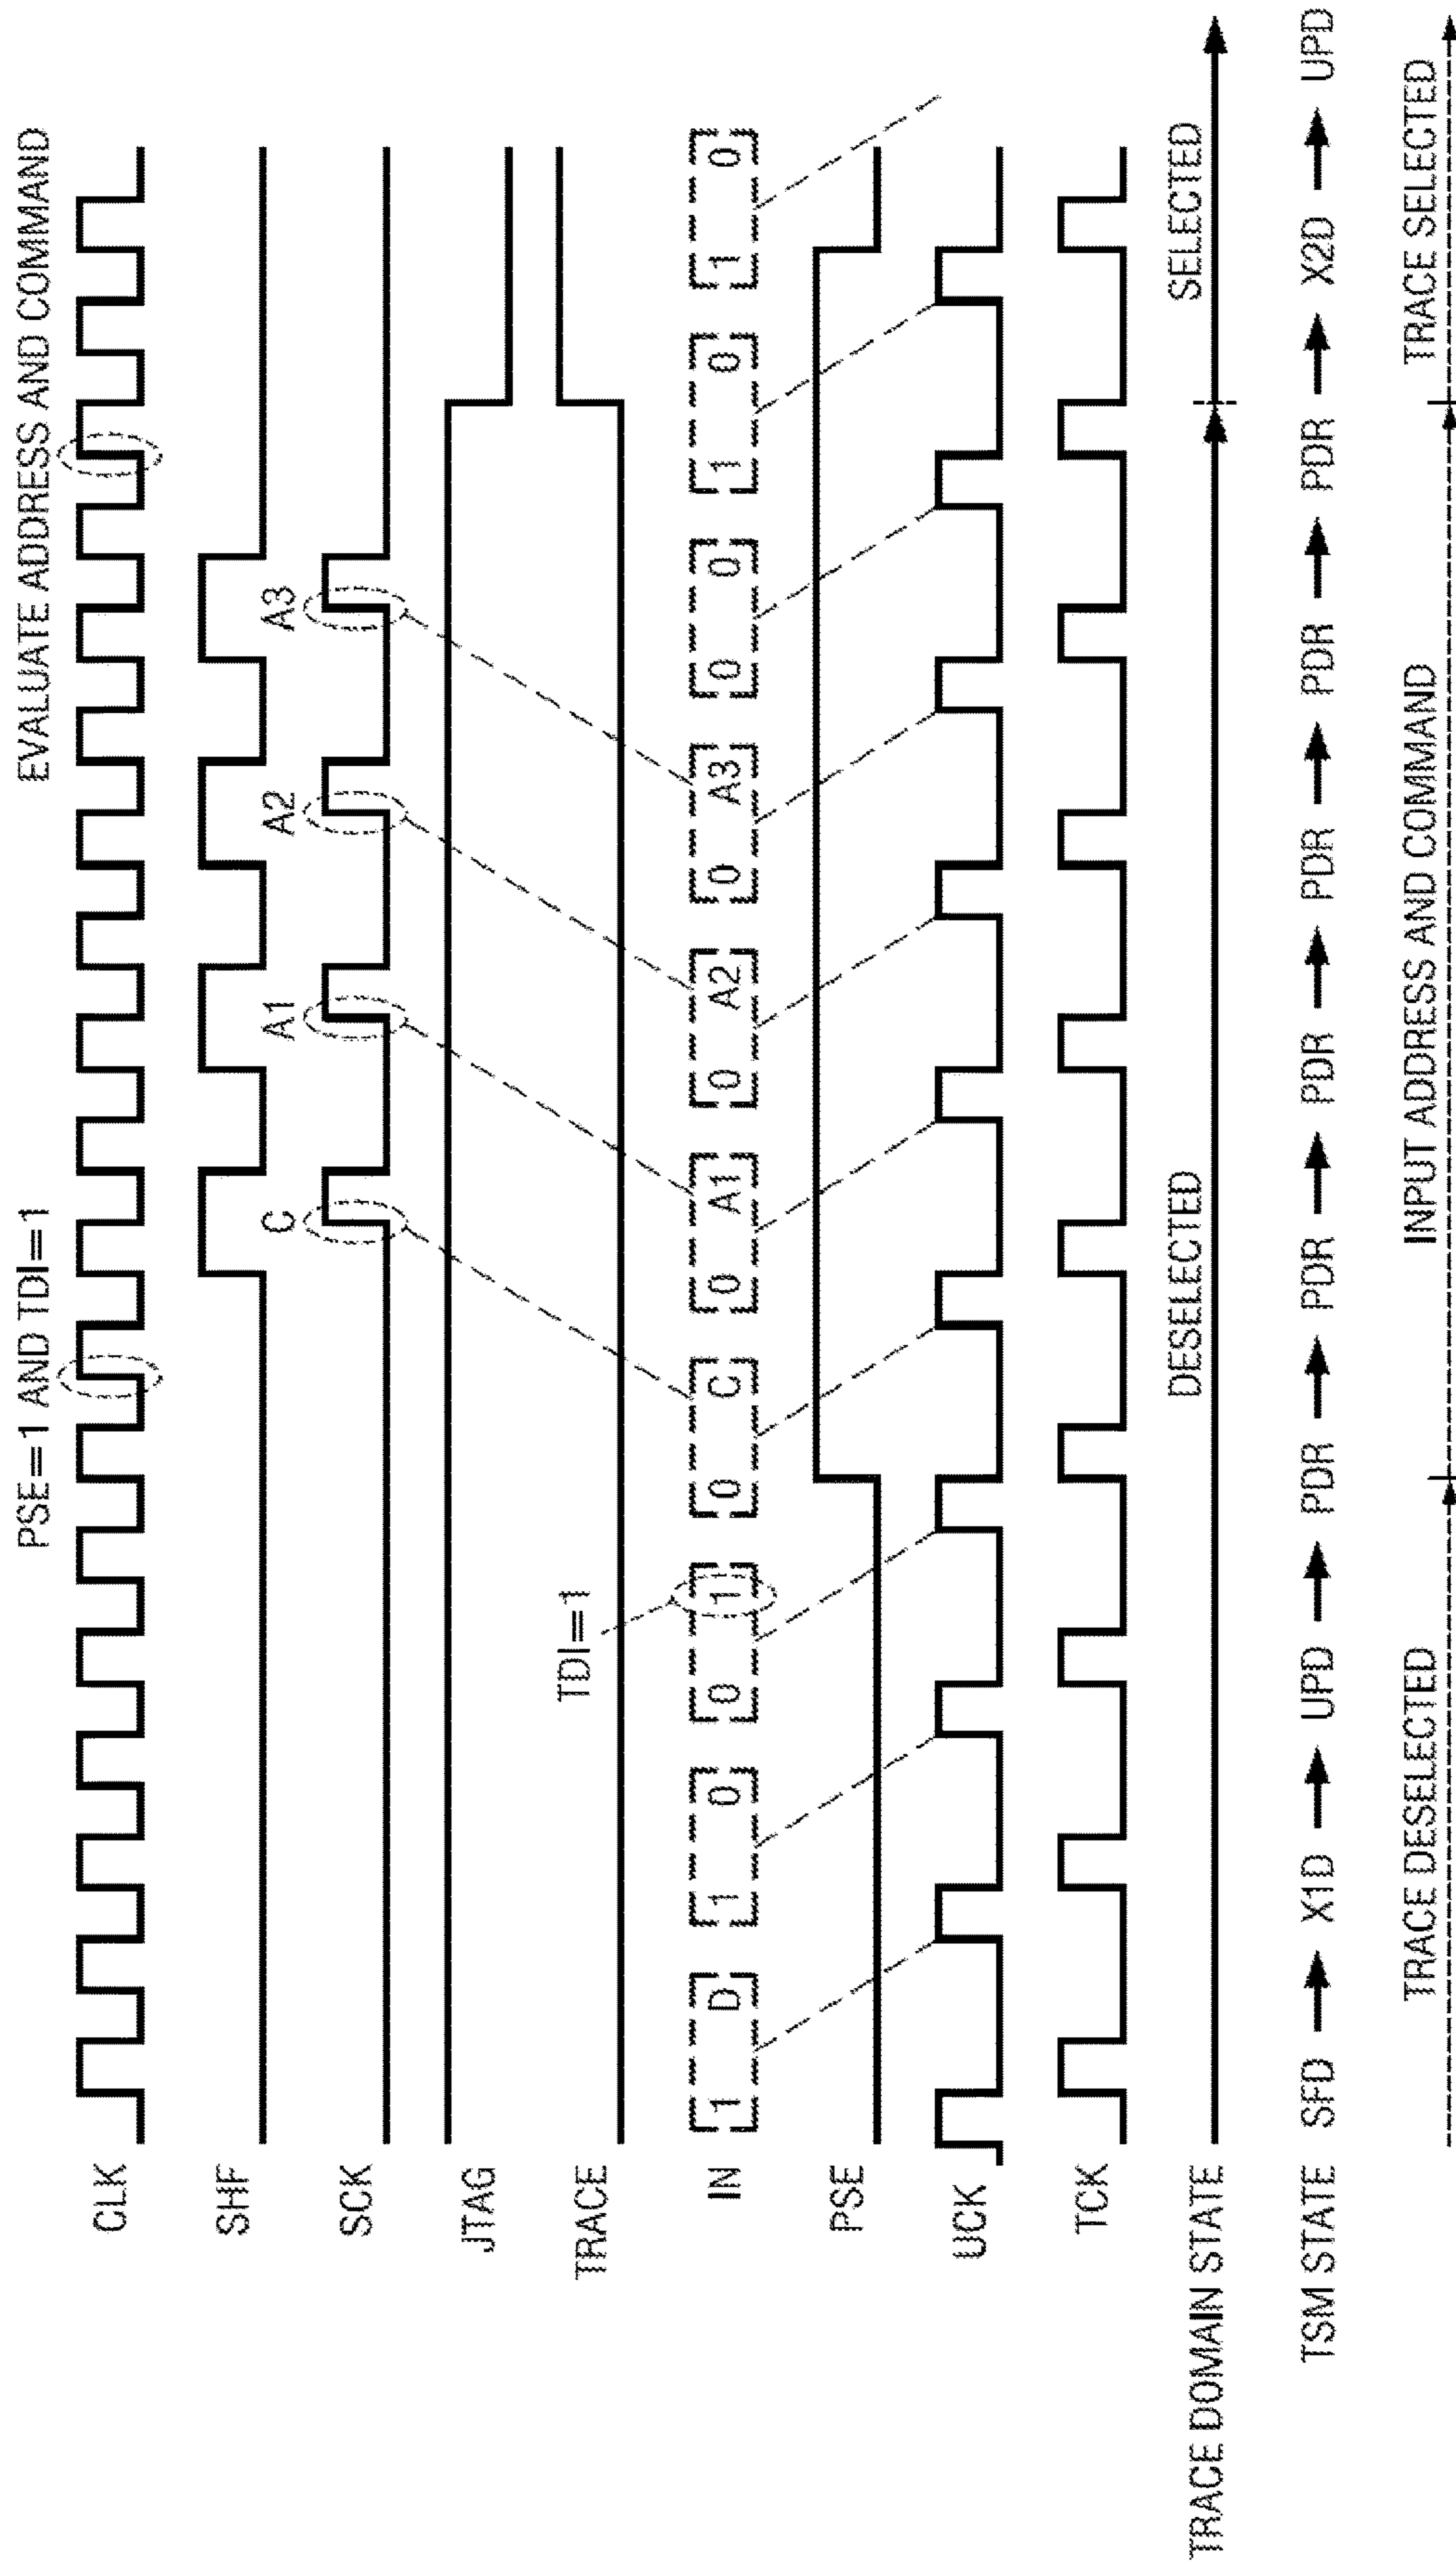 PSE=1 AND TDI=1
EVALUATE ADDRESS AND COMMAND
CLK
SHF
C
A1
A2
A3
SCK
JTAG
TRACE
TDI=1
IN
1 D
1 0
0 1
0 C
0 A1
0 A2
0 A3
0 0
1 0
1 0
PSE
UCK
TCK
DESELECTED
SELECTED
TRACE DOMAIN STATE
TSM STATE SFD X1D UPD PDR PDR PDR PDR PDR PDR X2D UPD
TRACE DESELECTED
INPUT ADDRESS AND COMMAND
TRACE SELECTED